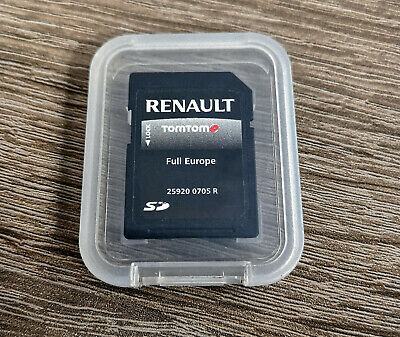 RENAULT
TOMTOM
◄ LOCK
Full Europe
25920 0705 R
SD